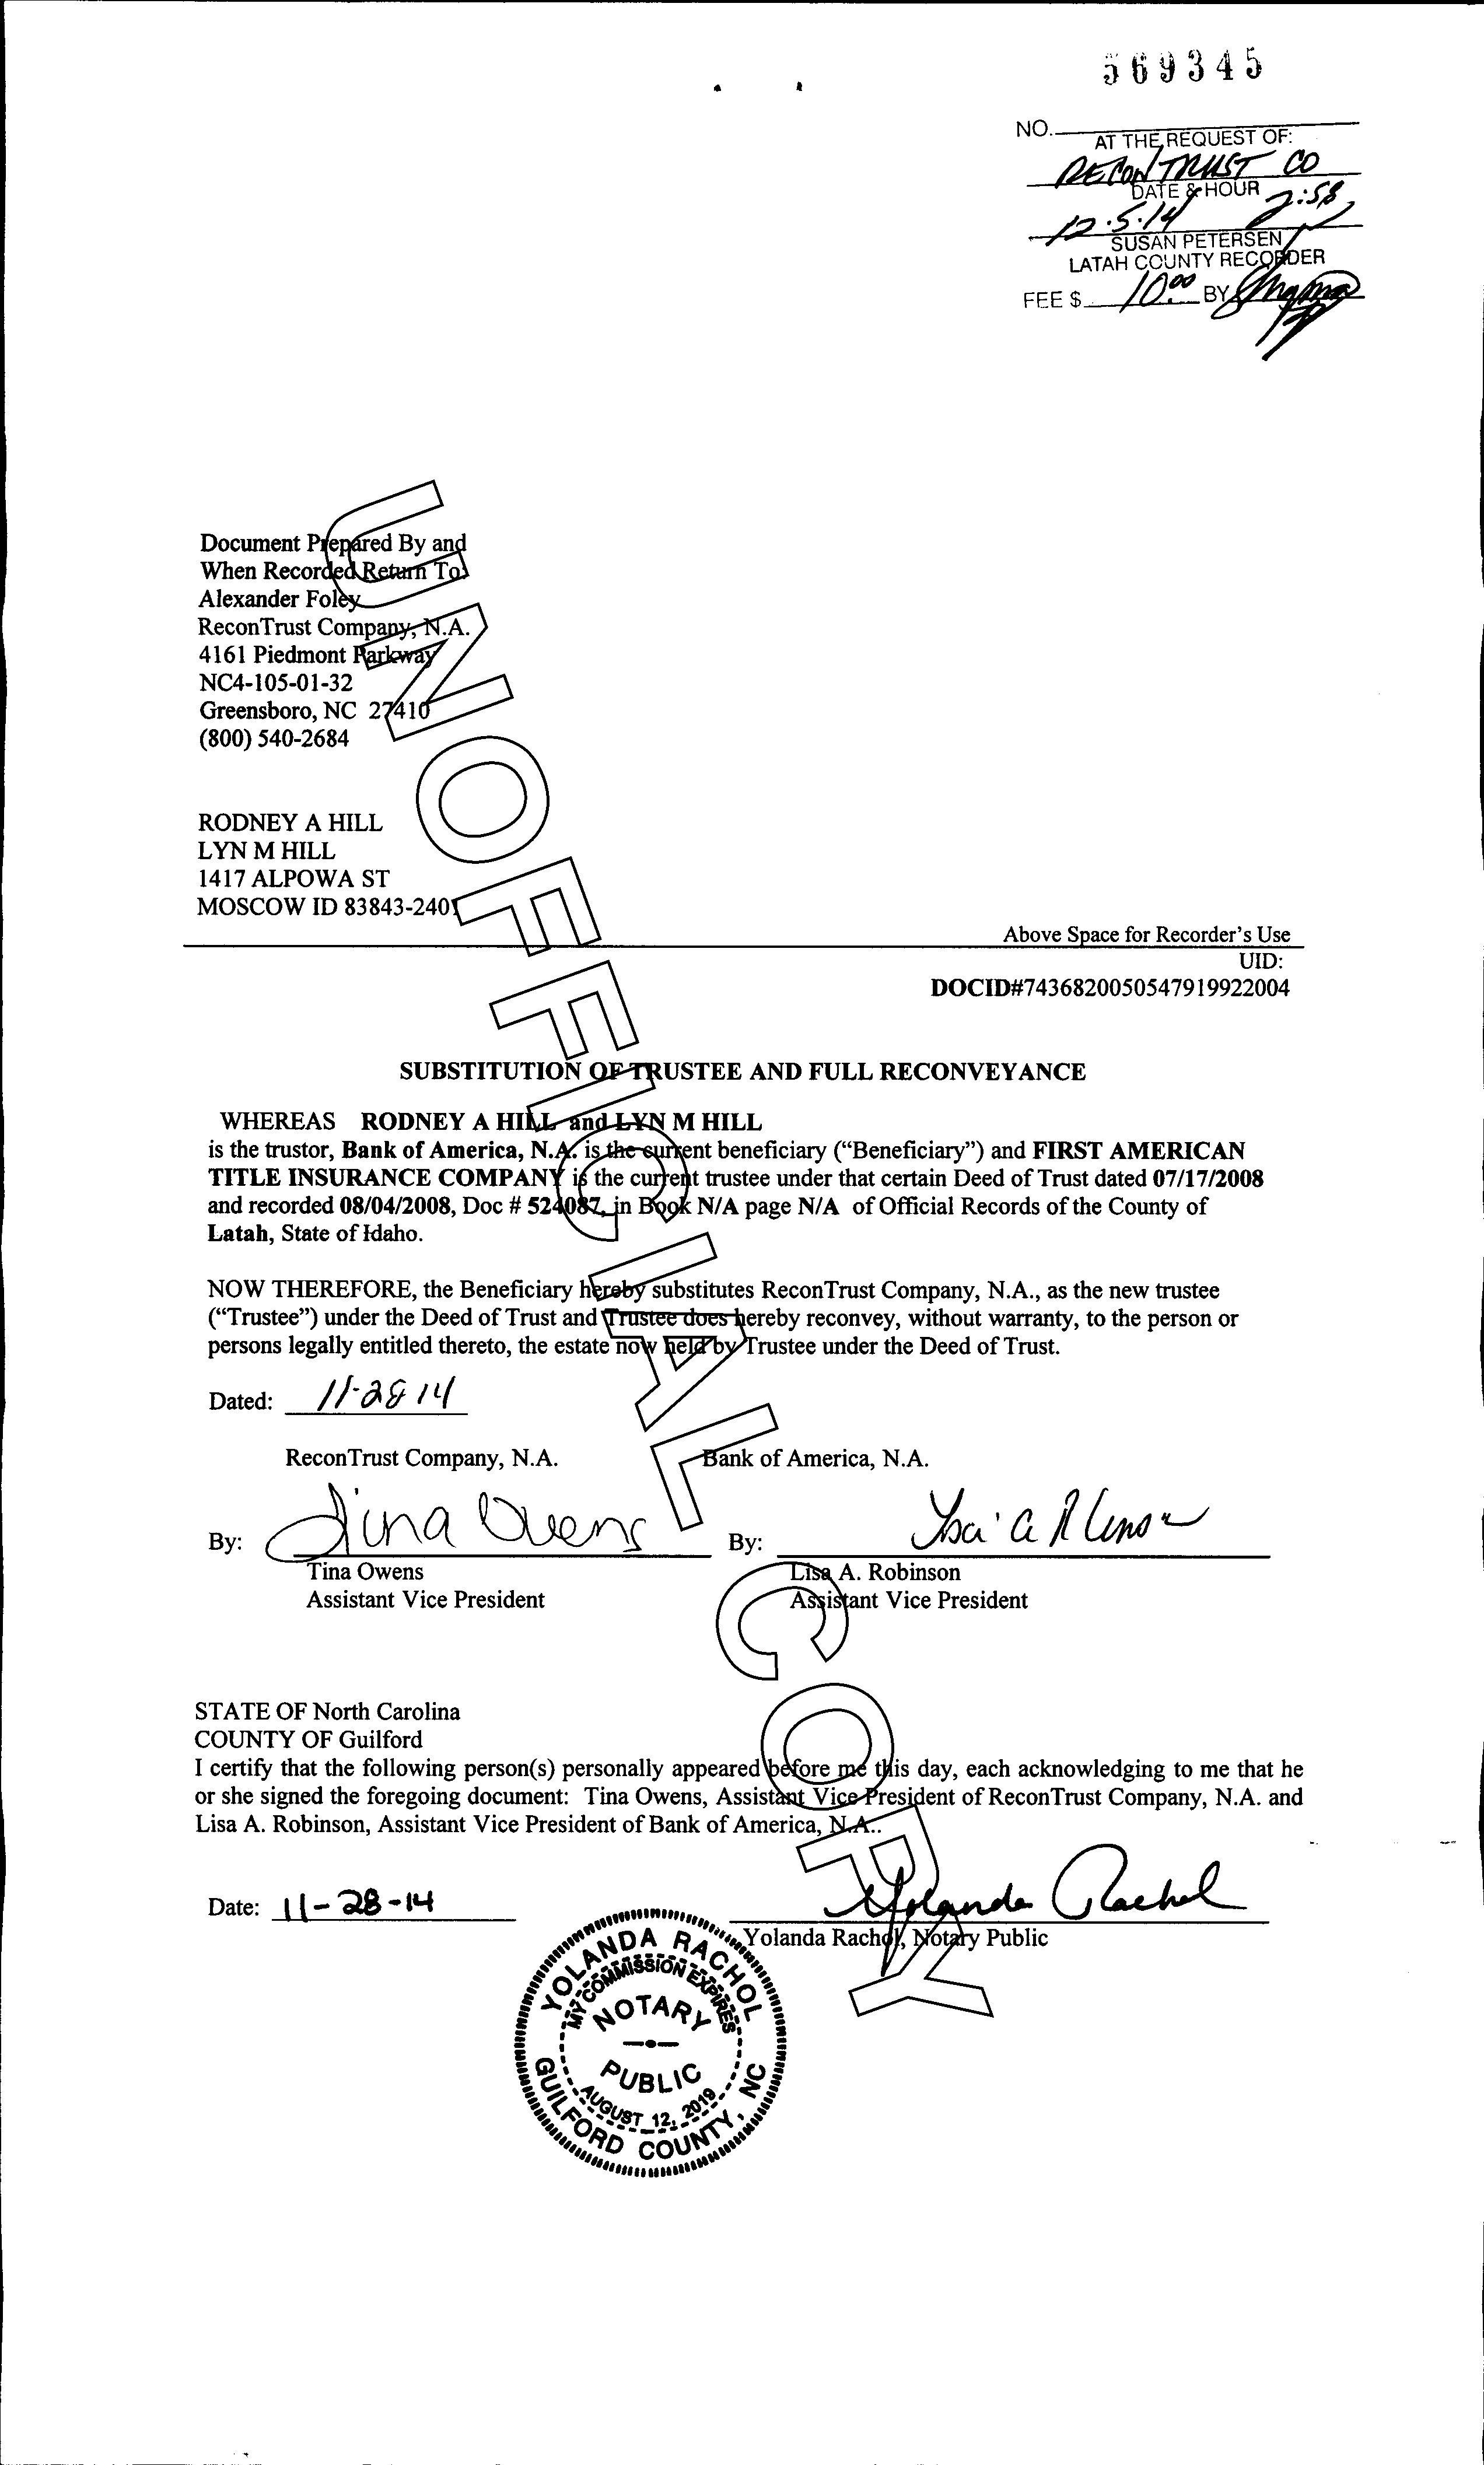 569345
NO.
AT THE REQUEST OF:
RECONTRUST CO
DATE & HOUR
12.5.14 2:58
SUSAN PETERSEN
LATAH COUNTY RECORDER
FEE $ 10.00 BY
Document Prepared By and
When Recorded Return To:
Alexander Foley
ReconTrust Company, N.A.
4161 Piedmont Parkway
NC4-105-01-32
Greensboro, NC 27410
(800) 540-2684
RODNEY A HILL
LYN M HILL
1417 ALPOWA ST
MOSCOW ID 83843-2401
Above Space for Recorder's Use
UID:
DOCID#7436820050547919922004
SUBSTITUTION OF TRUSTEE AND FULL RECONVEYANCE
WHEREAS RODNEY A HILL and LYN M HILL
is the trustor, Bank of America, N.A. is the current beneficiary ("Beneficiary") and FIRST AMERICAN
TITLE INSURANCE COMPANY is the current trustee under that certain Deed of Trust dated 07/17/2008
and recorded 08/04/2008, Doc # 524087, in Book N/A page N/A of Official Records of the County of
Latah, State of Idaho.
NOW THEREFORE, the Beneficiary hereby substitutes ReconTrust Company, N.A., as the new trustee
("Trustee") under the Deed of Trust and Trustee does hereby reconvey, without warranty, to the person or
persons legally entitled thereto, the estate now held by Trustee under the Deed of Trust.
Dated: 11-28 14
ReconTrust Company, N.A. Bank of America, N.A.
By: Tina Owens By: Lisa A Robinson
Tina Owens Lisa A. Robinson
Assistant Vice President Assistant Vice President
STATE OF North Carolina
COUNTY OF Guilford
I certify that the following person(s) personally appeared before me this day, each acknowledging to me that he
or she signed the foregoing document: Tina Owens, Assistant Vice President of ReconTrust Company, N.A. and
Lisa A. Robinson, Assistant Vice President of Bank of America, N.A..
Date: 11-28-14 Yolanda Rachol
Yolanda Rachol, Notary Public
YOLANDA RACHOL
MY COMMISSION EXPIRES
NOTARY
PUBLIC
AUGUST 12, 2019
GUILFORD COUNTY, NC
UNOFFICIAL COPY